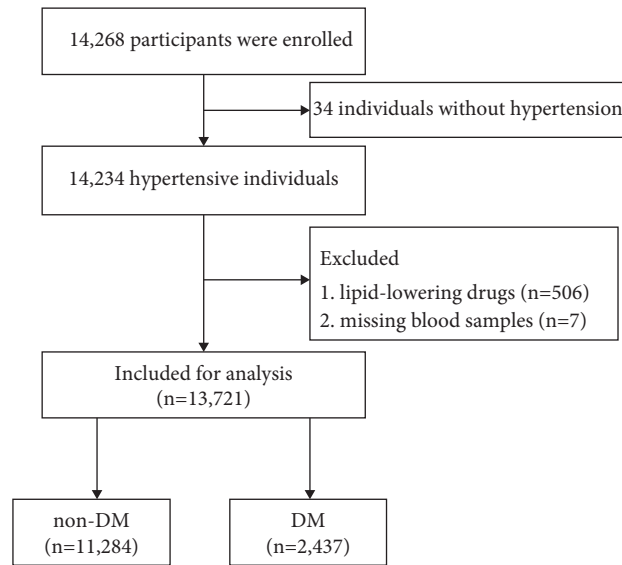 14,268 participants were enrolled
34 individuals without hypertension
14,234 hypertensive individuals
Excluded
1. lipid-lowering drugs (n=506)
2. missing blood samples (n=7)
Included for analysis
(n=13,721)
non-DM
(n=11,284)
DM
(n=2,437)